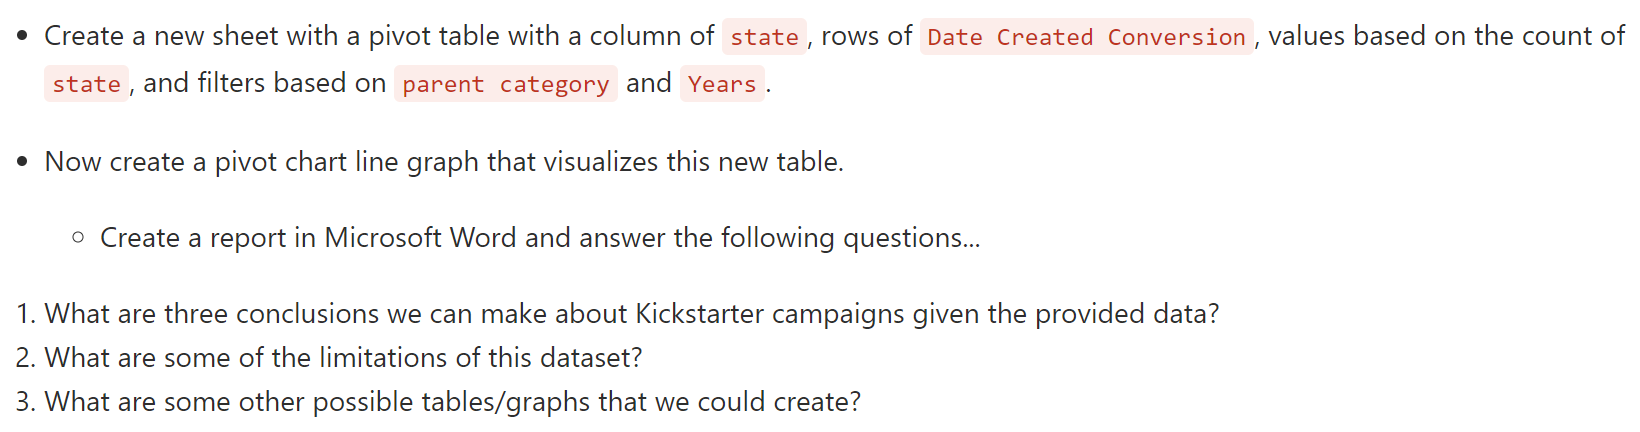 • Create a new sheet with a pivot table with a column of state, rows of Date Created Conversion, values based on the count of
state, and filters based on parent category and Years.
• Now create a pivot chart line graph that visualizes this new table.
○ Create a report in Microsoft Word and answer the following questions...
1. What are three conclusions we can make about Kickstarter campaigns given the provided data?
2. What are some of the limitations of this dataset?
3. What are some other possible tables/graphs that we could create?